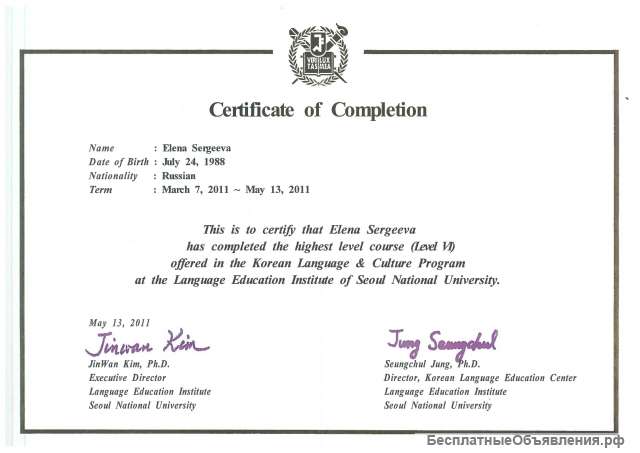 Certificate of Completion
Name : Elena Sergeeva
Date of Birth : July 24, 1988
Nationality : Russian
Term : March 7, 2011 ~ May 13, 2011
This is to certify that Elena Sergeeva
has completed the highest level course (Level VI)
offered in the Korean Language & Culture Program
at the Language Education Institute of Seoul National University.
May 13, 2011
Jinwan Kim
JinWan Kim, Ph.D.
Executive Director
Language Education Institute
Seoul National University
Jung Seungchul
Seungchul Jung, Ph.D.
Director, Korean Language Education Center
Language Education Institute
Seoul National University
БесплатныеОбъявления.рф